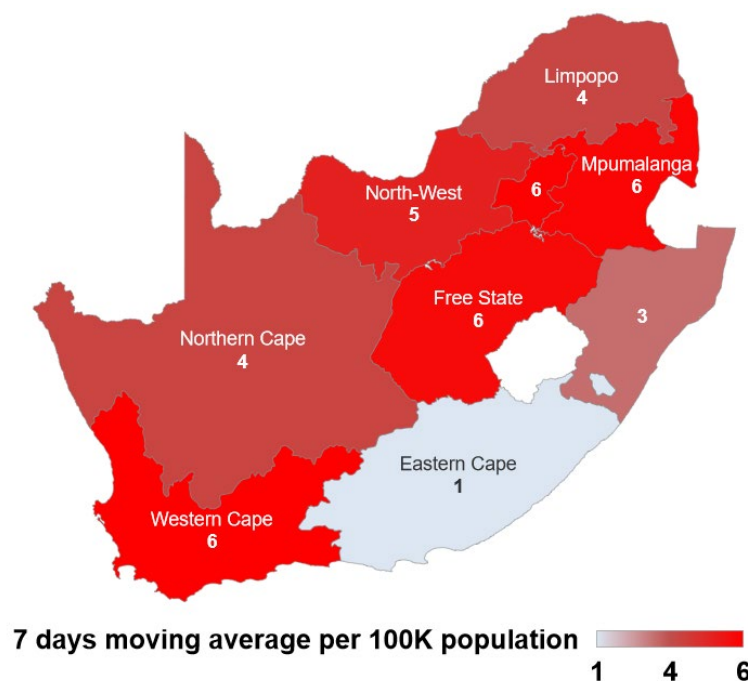 Limpopo
4
Mpumalanga
6
6
North-West
5
Free State
6
3
Northern Cape
4
Eastern Cape
1
Western Cape
6
7 days moving average per 100K population
1 4 6